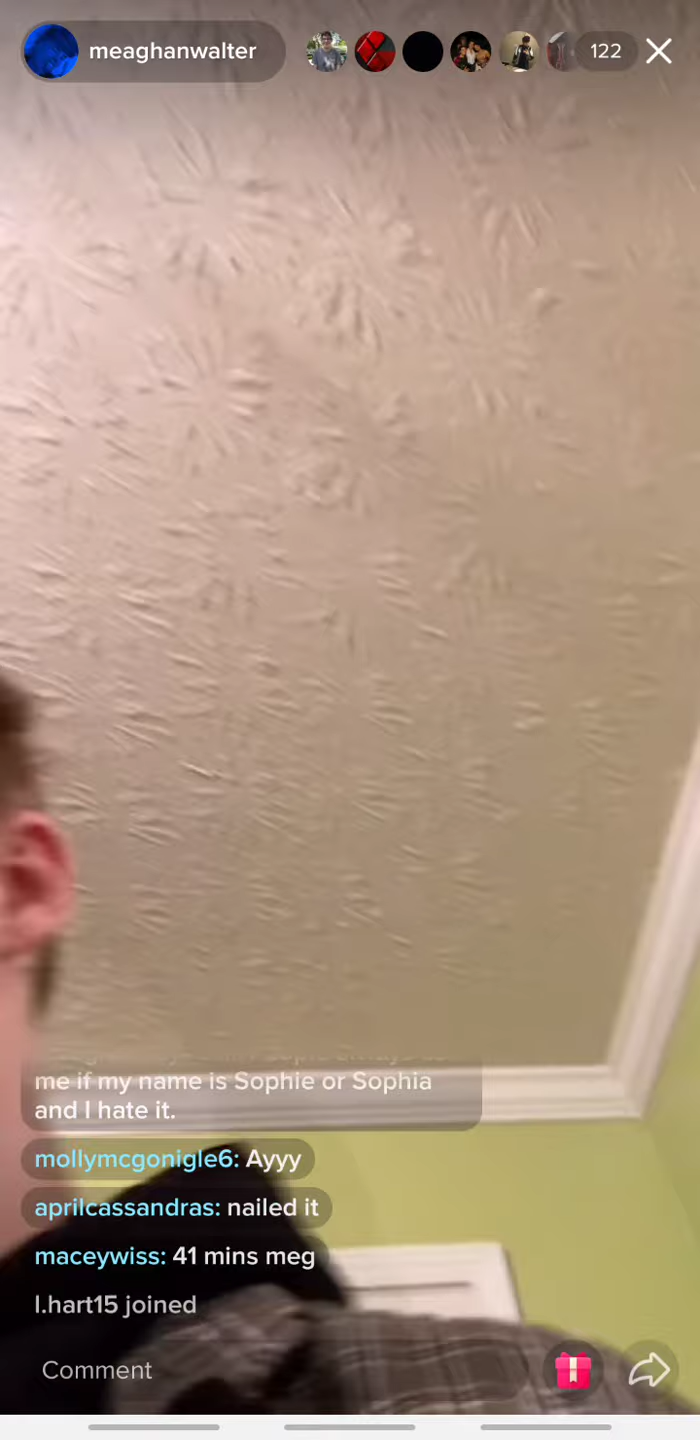 meaghanwalter
122
me if my name is Sophie or Sophia
and I hate it.
mollymcgonigle6: Ayyy
aprilcassandras: nailed it
maceywiss: 41 mins meg
l.hart15 joined
Comment